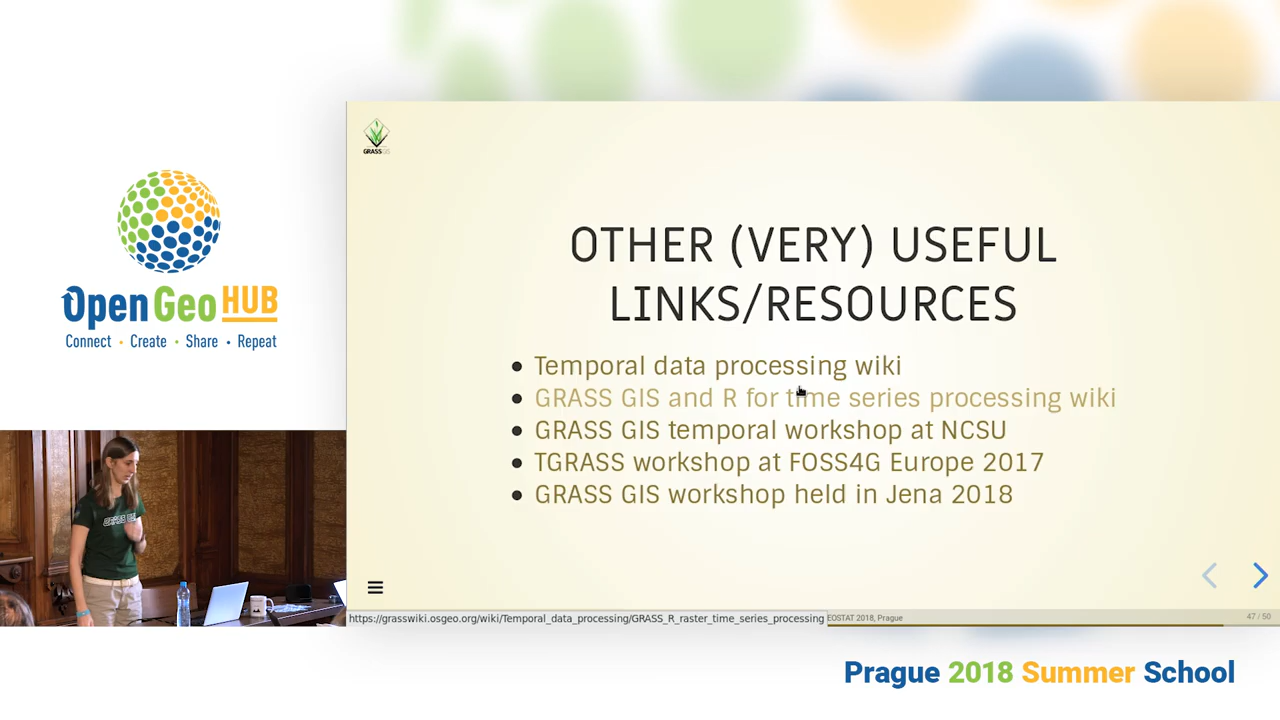 GRASS GIS
OTHER (VERY) USEFUL
LINKS/RESOURCES
Open Geo HUB
Connect • Create • Share • Repeat
• Temporal data processing wiki
• GRASS GIS and R for time series processing wiki
• GRASS GIS temporal workshop at NCSU
• TGRASS workshop at FOSS4G Europe 2017
• GRASS GIS workshop held in Jena 2018
https://grasswiki.osgeo.org/wiki/Temporal_data_processing/GRASS_R_raster_time_series_processing
EOSTAT 2018, Prague
47 / 50
Prague 2018 Summer School